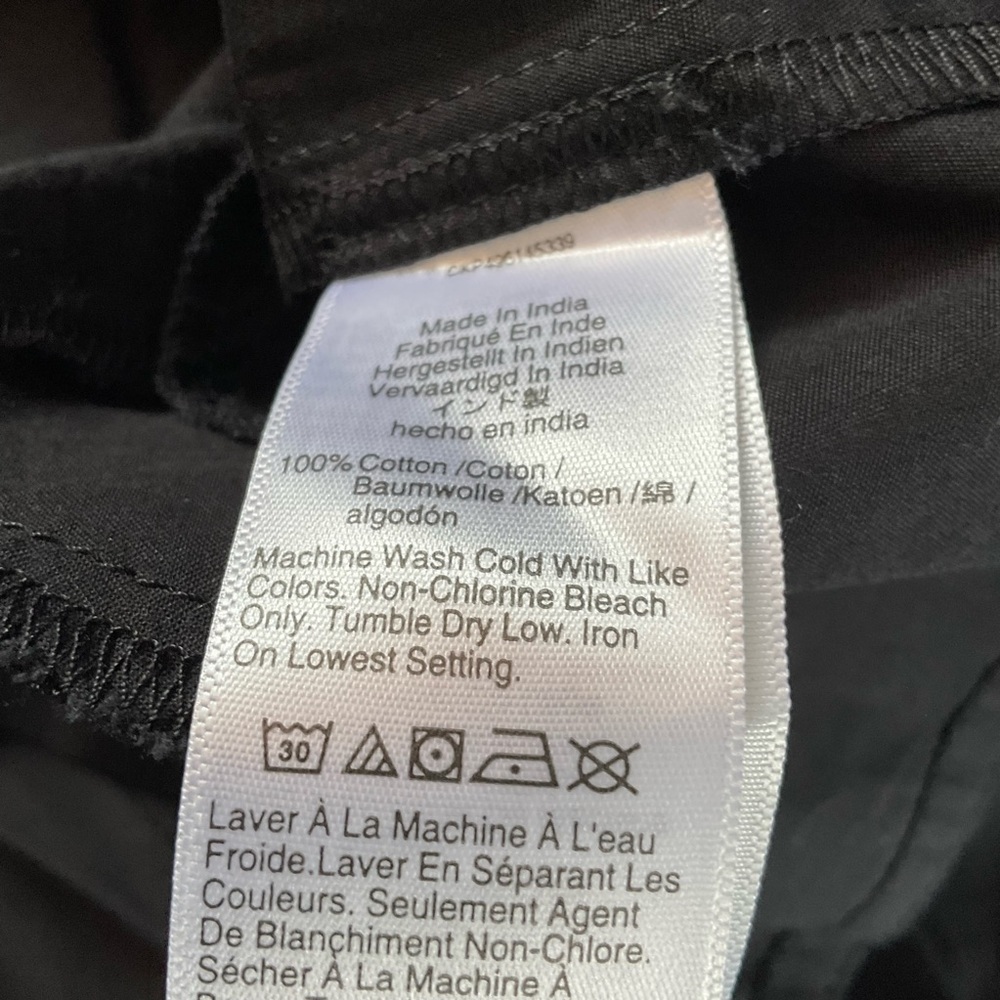 Made In India
Fabriqué En Inde
Hergestellt In Indien
Vervaardigd In India
インド製
hecho en india
100% Cotton /Coton /
Baumwolle /Katoen /綿 /
algodón
Machine Wash Cold With Like
Colors. Non-Chlorine Bleach
Only. Tumble Dry Low. Iron
On Lowest Setting.
30
Laver À La Machine À L'eau
Froide.Laver En Séparant Les
Couleurs. Seulement Agent
De Blanchiment Non-Chlore.
Sécher À La Machine À